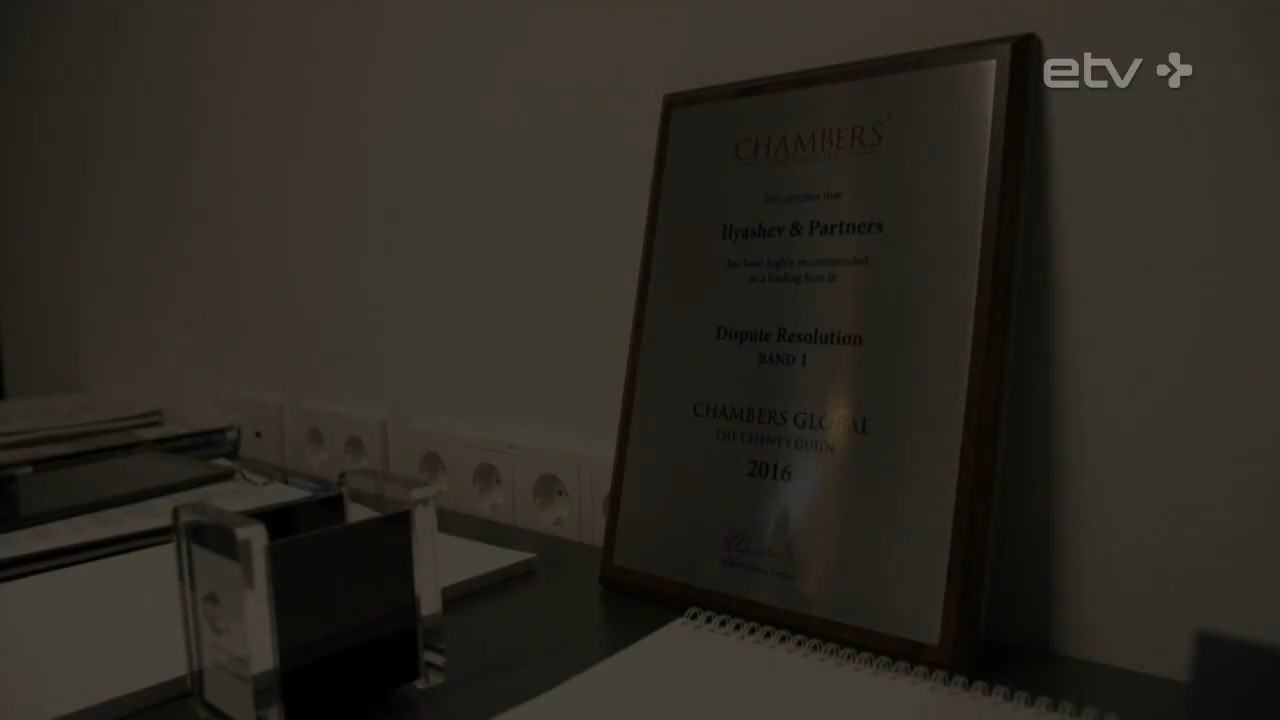 etv+
CHAMBERS
This certifies that
Ilyashev & Partners
has been highly recommended
as a leading firm in
Dispute Resolution
BAND 1
CHAMBERS GLOBAL
THE CLIENT'S GUIDE
2016